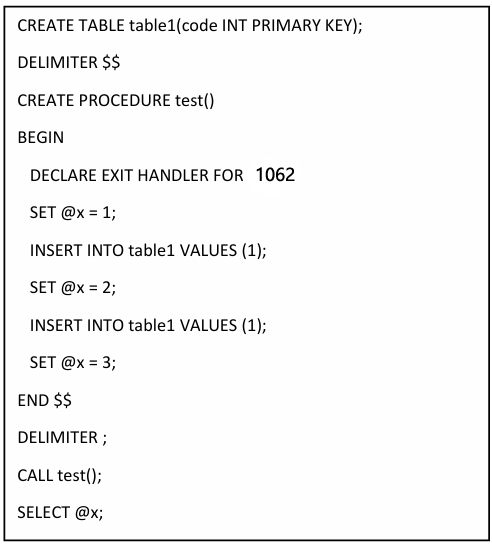 CREATE TABLE table1(code INT PRIMARY KEY);
DELIMITER $$
CREATE PROCEDURE test()
BEGIN
DECLARE EXIT HANDLER FOR 1062
SET @x = 1;
INSERT INTO table1 VALUES (1);
SET @x = 2;
INSERT INTO table1 VALUES (1);
SET @x = 3;
END $$
DELIMITER ;
CALL test();
SELECT @x;